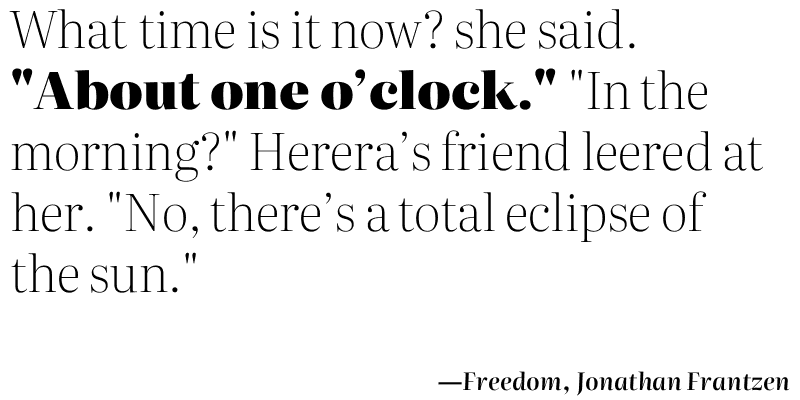 What time is it now? she said.
"About one o’clock." "In the
morning?" Herera’s friend leered at
her. "No, there’s a total eclipse of
the sun."
—Freedom, Jonathan Frantzen